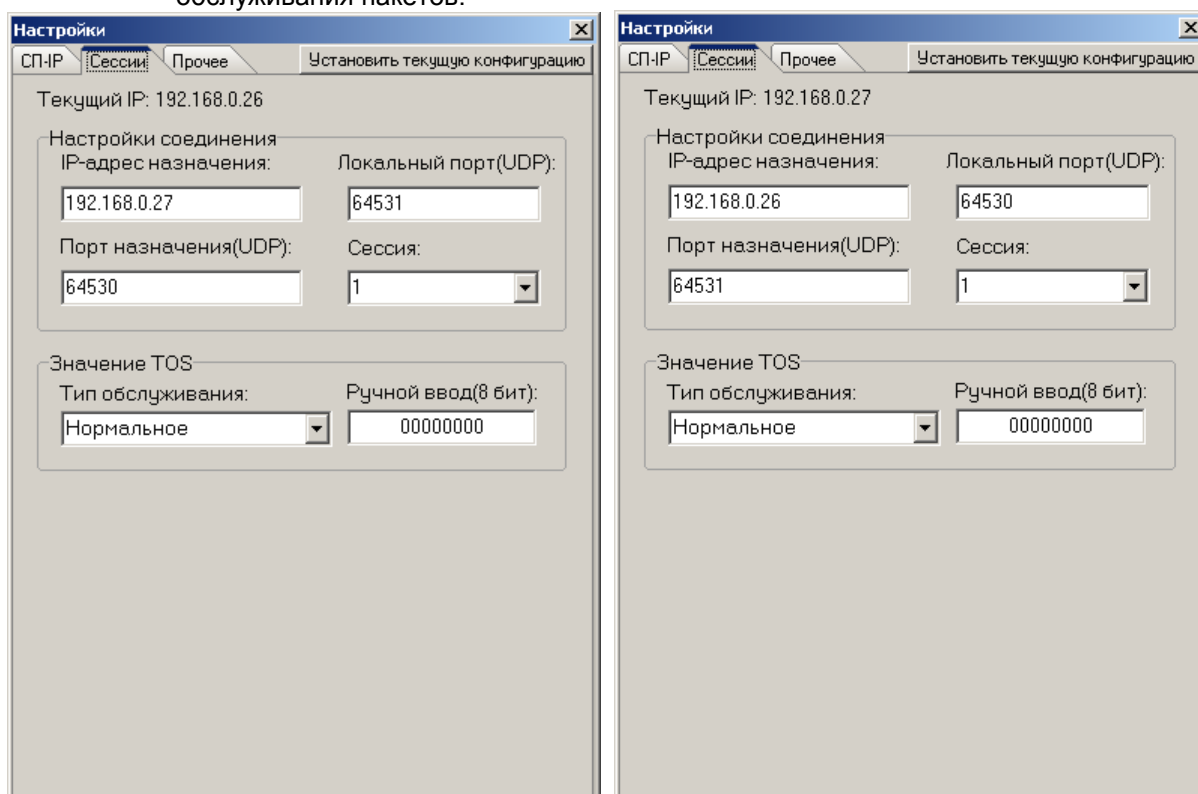 обслуживания пакетов.
Настройки
СП-IP Сессии Прочее Установить текущую конфигурацию
Текущий IP: 192.168.0.26
Настройки соединения
IP-адрес назначения: Локальный порт(UDP):
192.168.0.27 64531
Порт назначения(UDP): Сессия:
64530 1
Значение TOS
Тип обслуживания: Ручной ввод(8 бит):
Нормальное 00000000
Настройки
СП-IP Сессии Прочее Установить текущую конфигурацию
Текущий IP: 192.168.0.27
Настройки соединения
IP-адрес назначения: Локальный порт(UDP):
192.168.0.26 64530
Порт назначения(UDP): Сессия:
64531 1
Значение TOS
Тип обслуживания: Ручной ввод(8 бит):
Нормальное 00000000